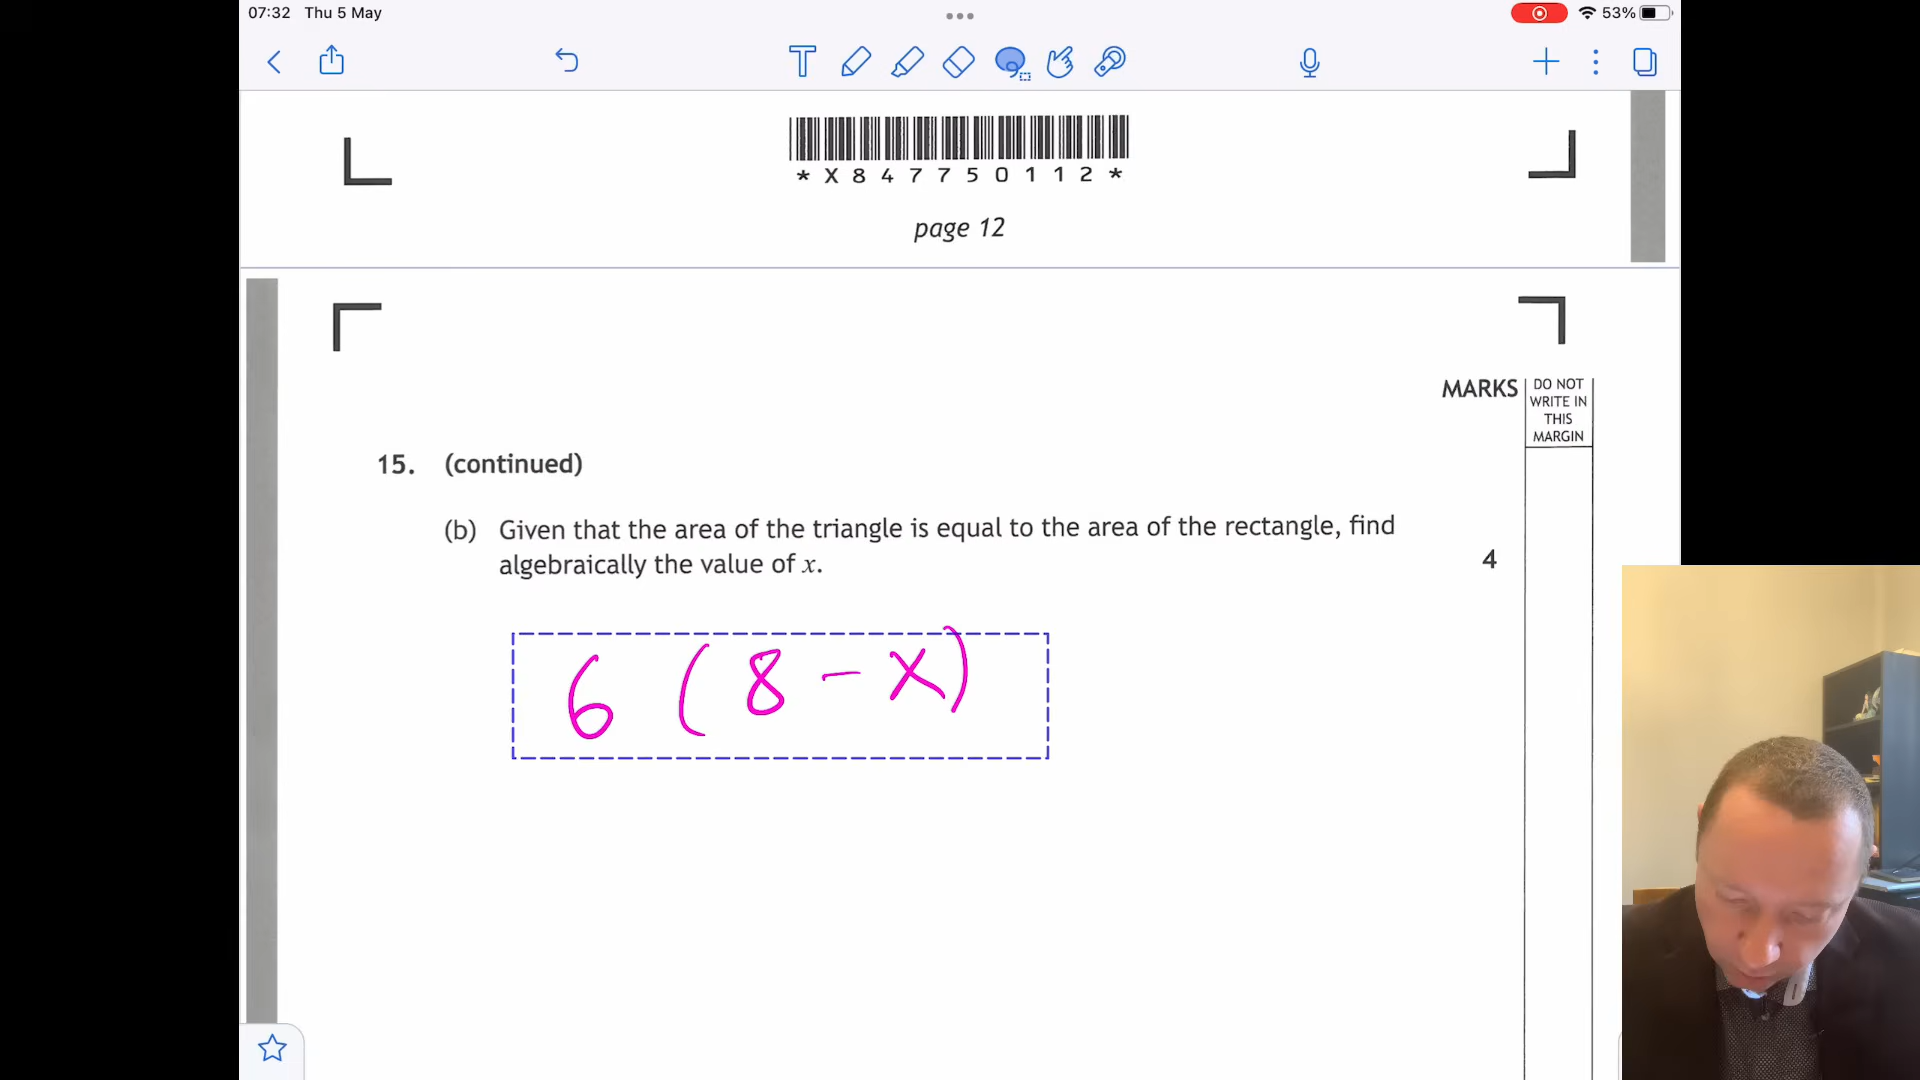 07:32 Thu 5 May
53%
* X 8 4 7 7 5 0 1 1 2 *
page 12
MARKS
DO NOT
WRITE IN
THIS
MARGIN
15. (continued)
(b) Given that the area of the triangle is equal to the area of the rectangle, find
algebraically the value of x.
4
6 ( 8 - x )